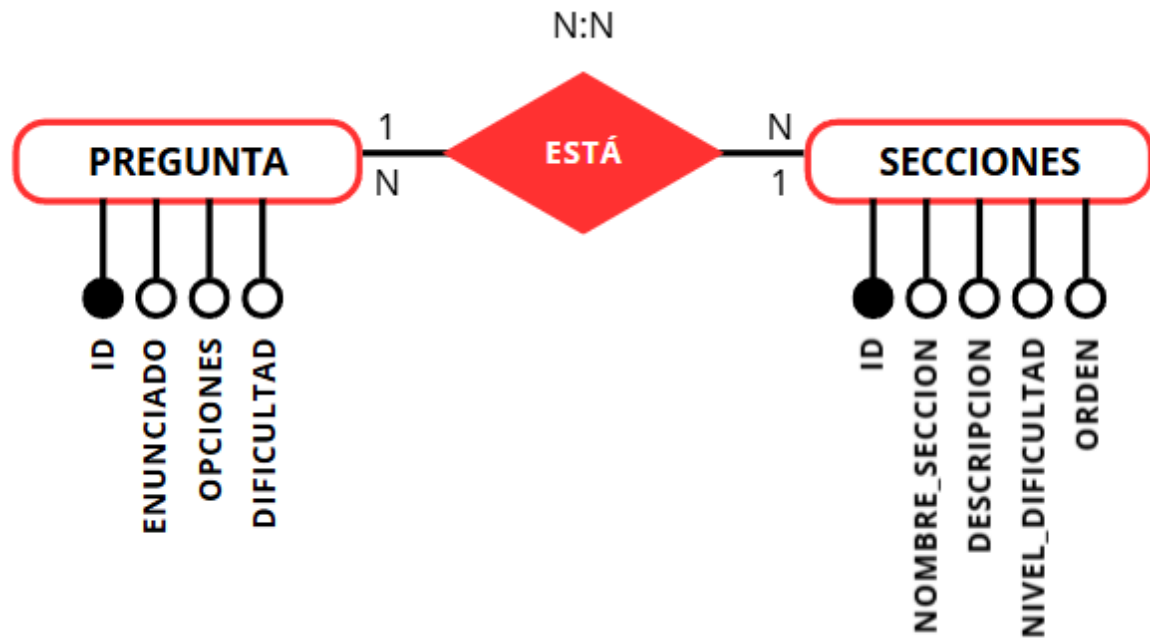 N:N
PREGUNTA
1
N
ESTÁ
N
1
SECCIONES
ID
ENUNCIADO
OPCIONES
DIFICULTAD
ID
NOMBRE_SECCION
DESCRIPCION
NIVEL_DIFICULTAD
ORDEN